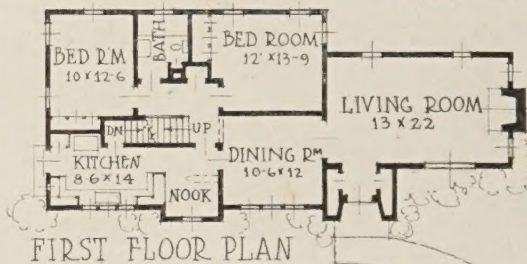 BED R'M
10 X 12-6
BATH
BED ROOM
12' X 13-9
LIVING ROOM
13 X 22
DN
UP
KITCHEN
8-6 X 14
DINING RM
10-6 X 12
NOOK
FIRST FLOOR PLAN